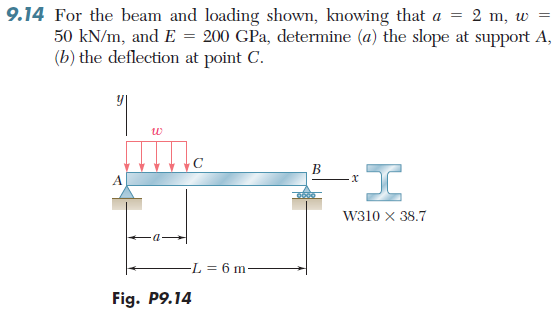 9.14 For the beam and loading shown, knowing that a = 2 m, w =
50 kN/m, and E = 200 GPa, determine (a) the slope at support A,
(b) the deflection at point C.
y
w
C
A
B
x
W310 × 38.7
a
L = 6 m
Fig. P9.14